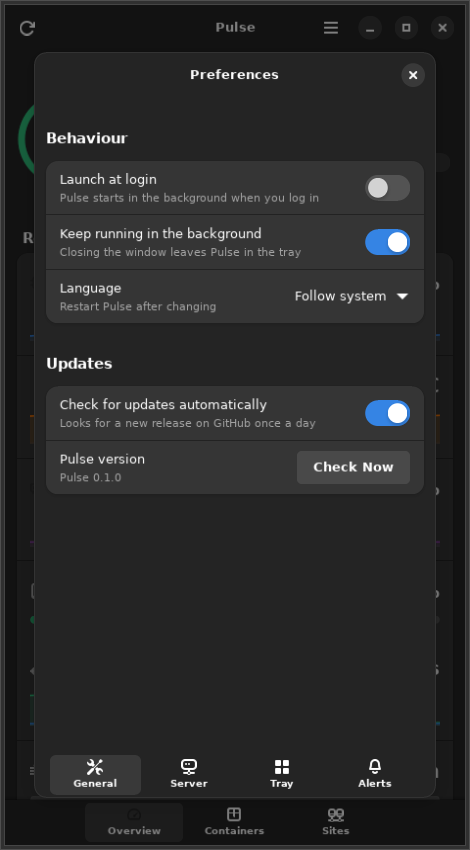 Pulse
Preferences
Behaviour
Launch at login
Pulse starts in the background when you log in
Keep running in the background
Closing the window leaves Pulse in the tray
Language
Restart Pulse after changing
Follow system
Updates
Check for updates automatically
Looks for a new release on GitHub once a day
Pulse version
Pulse 0.1.0
Check Now
General
Server
Tray
Alerts
Overview
Containers
Sites